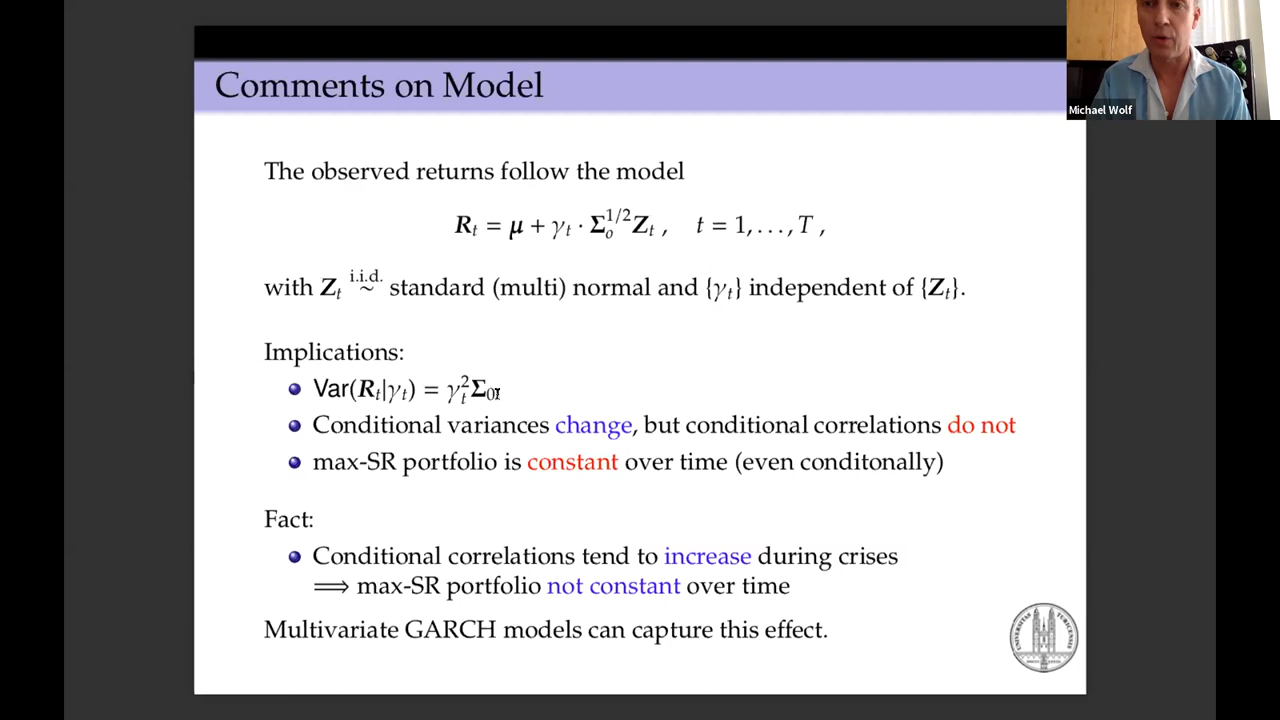 Comments on Model
Michael Wolf
The observed returns follow the model
R_t = μ + γ_t · Σ_o^{1/2} Z_t , t = 1, . . . , T ,
with Z_t i.i.d. ∼ standard (multi) normal and {γ_t} independent of {Z_t}.
Implications:
Var(R_t|γ_t) = γ_t^2 Σ_0
Conditional variances change, but conditional correlations do not
max-SR portfolio is constant over time (even conditonally)
Fact:
Conditional correlations tend to increase during crises
⟹ max-SR portfolio not constant over time
Multivariate GARCH models can capture this effect.